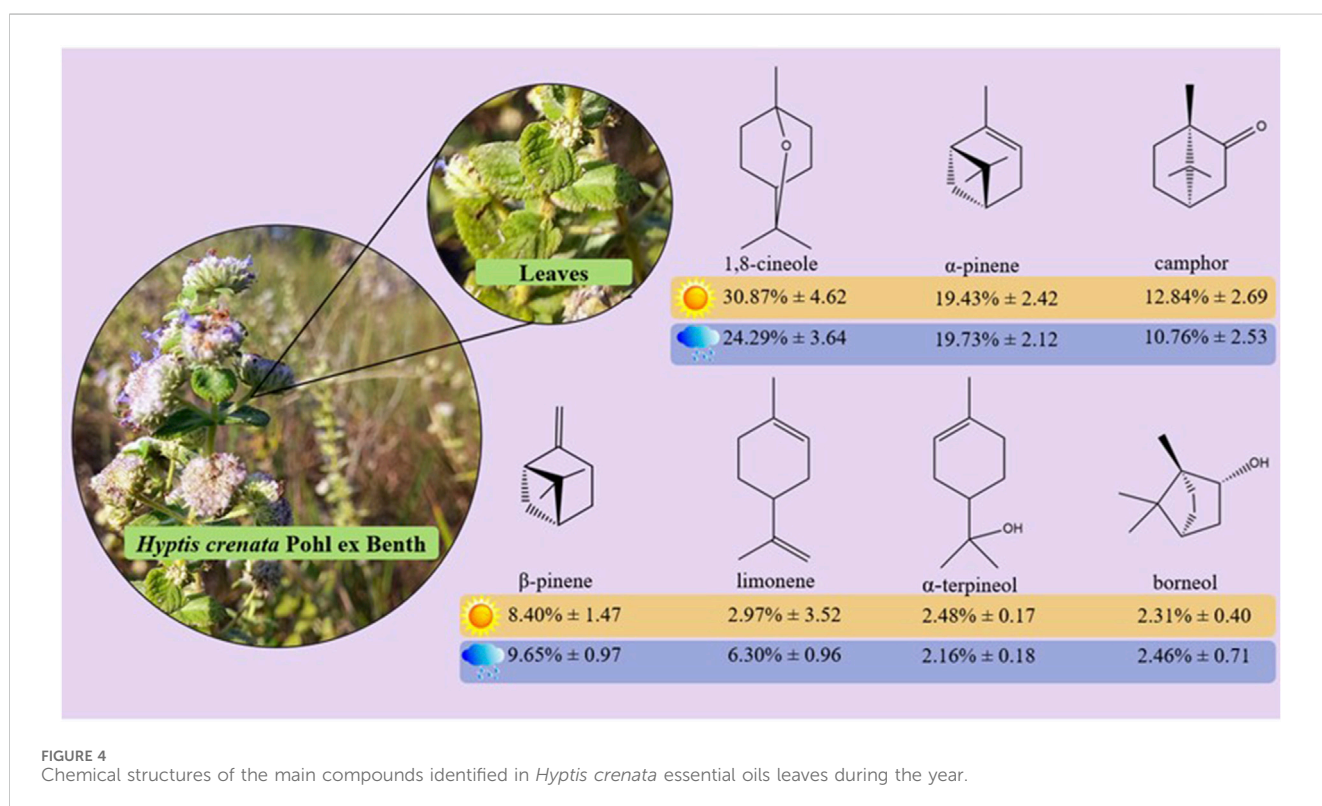 Leaves
Hyptis crenata Pohl ex Benth
O
O
1,8-cineole α-pinene camphor
30.87% ± 4.62 19.43% ± 2.42 12.84% ± 2.69
24.29% ± 3.64 19.73% ± 2.12 10.76% ± 2.53
OH
OH
β-pinene limonene α-terpineol borneol
8.40% ± 1.47 2.97% ± 3.52 2.48% ± 0.17 2.31% ± 0.40
9.65% ± 0.97 6.30% ± 0.96 2.16% ± 0.18 2.46% ± 0.71
FIGURE 4
Chemical structures of the main compounds identified in Hyptis crenata essential oils leaves during the year.